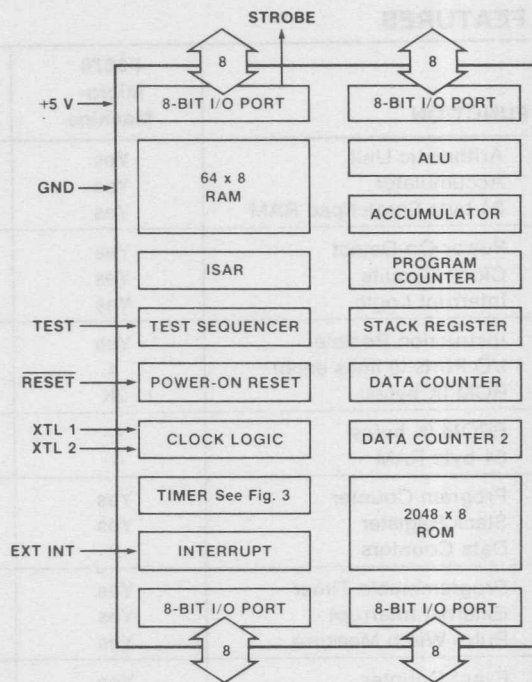 FEATURES
STROBE
8
8
+5 V
8-BIT I/O PORT
8-BIT I/O PORT
ALU
GND
64 x 8
RAM
ACCUMULATOR
ISAR
PROGRAM
COUNTER
TEST
TEST SEQUENCER
STACK REGISTER
RESET
POWER-ON RESET
DATA COUNTER
XTL 1
XTL 2
CLOCK LOGIC
DATA COUNTER 2
TIMER See Fig. 3
2048 x 8
ROM
EXT INT
INTERRUPT
8-BIT I/O PORT
8-BIT I/O PORT
8
8